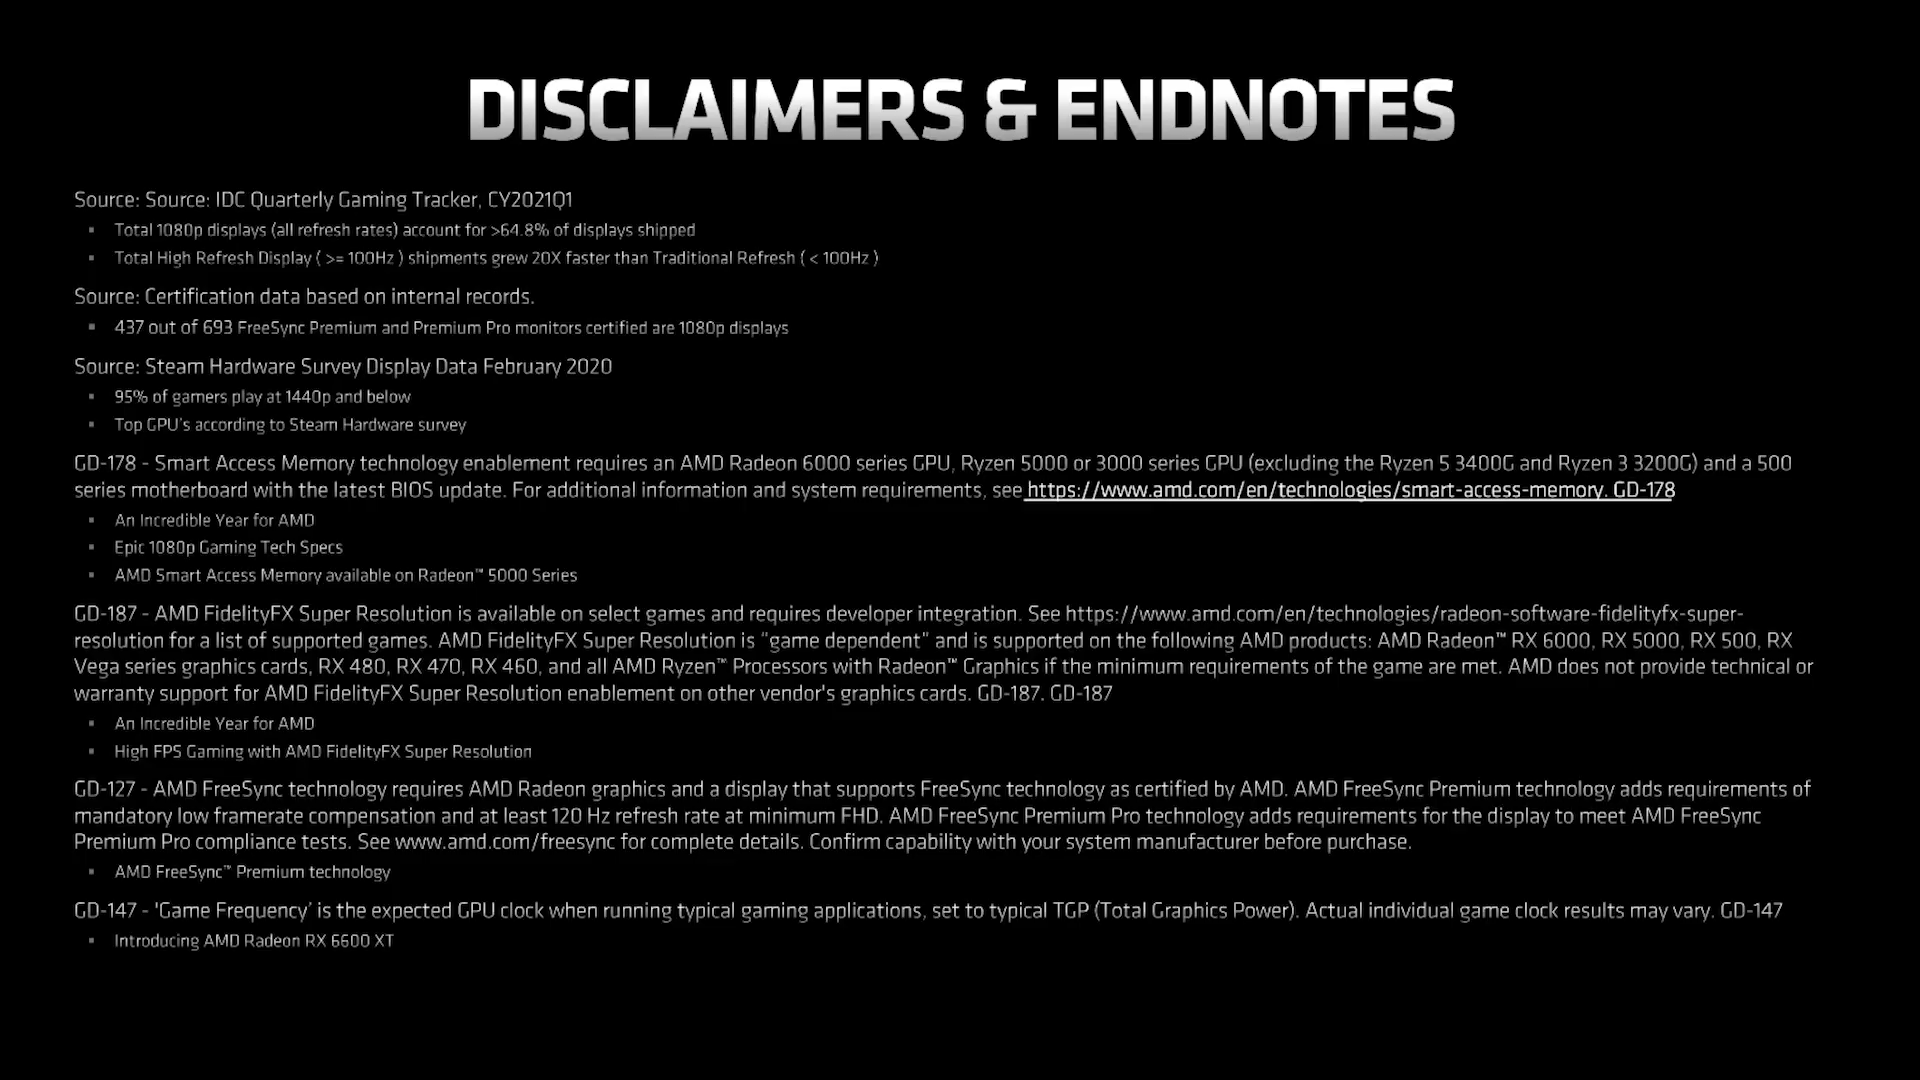 DISCLAIMERS & ENDNOTES
Source: Source: IDC Quarterly Gaming Tracker, CY2021Q1
▪ Total 1080p displays (all refresh rates) account for >64.8% of displays shipped
▪ Total High Refresh Display ( >= 100Hz ) shipments grew 20X faster than Traditional Refresh ( < 100Hz )
Source: Certification data based on internal records.
▪ 437 out of 693 FreeSync Premium and Premium Pro monitors certified are 1080p displays
Source: Steam Hardware Survey Display Data February 2020
▪ 95% of gamers play at 1440p and below
▪ Top GPU's according to Steam Hardware survey
GD-178 - Smart Access Memory technology enablement requires an AMD Radeon 6000 series GPU, Ryzen 5000 or 3000 series GPU (excluding the Ryzen 5 3400G and Ryzen 3 3200G) and a 500
series motherboard with the latest BIOS update. For additional information and system requirements, see https://www.amd.com/en/technologies/smart-access-memory. GD-178
▪ An Incredible Year for AMD
▪ Epic 1080p Gaming Tech Specs
▪ AMD Smart Access Memory available on Radeon™ 5000 Series
GD-187 - AMD FidelityFX Super Resolution is available on select games and requires developer integration. See https://www.amd.com/en/technologies/radeon-software-fidelityfx-super-
resolution for a list of supported games. AMD FidelityFX Super Resolution is "game dependent" and is supported on the following AMD products: AMD Radeon™ RX 6000, RX 5000, RX 500, RX
Vega series graphics cards, RX 480, RX 470, RX 460, and all AMD Ryzen™ Processors with Radeon™ Graphics if the minimum requirements of the game are met. AMD does not provide technical or
warranty support for AMD FidelityFX Super Resolution enablement on other vendor's graphics cards. GD-187. GD-187
▪ An Incredible Year for AMD
▪ High FPS Gaming with AMD FidelityFX Super Resolution
GD-127 - AMD FreeSync technology requires AMD Radeon graphics and a display that supports FreeSync technology as certified by AMD. AMD FreeSync Premium technology adds requirements of
mandatory low framerate compensation and at least 120 Hz refresh rate at minimum FHD. AMD FreeSync Premium Pro technology adds requirements for the display to meet AMD FreeSync
Premium Pro compliance tests. See www.amd.com/freesync for complete details. Confirm capability with your system manufacturer before purchase.
▪ AMD FreeSync™ Premium technology
GD-147 - 'Game Frequency' is the expected GPU clock when running typical gaming applications, set to typical TGP (Total Graphics Power). Actual individual game clock results may vary. GD-147
▪ Introducing AMD Radeon RX 6600 XT